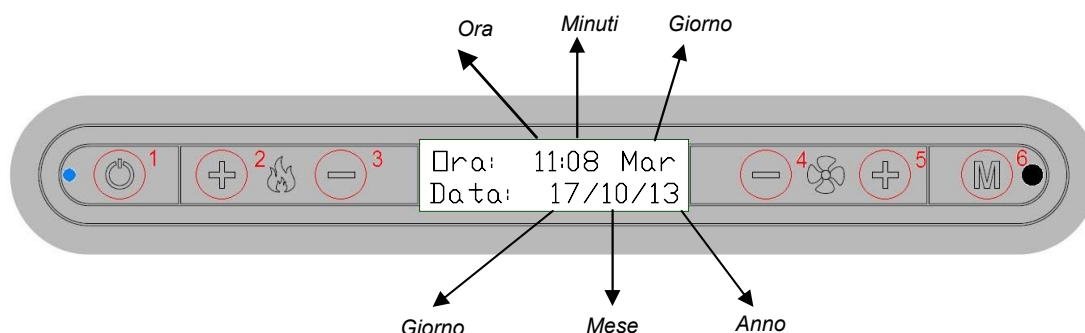 Ora
Minuti
Giorno
1
2
3
Ora: 11:08 Mar
Data: 17/10/13
4
5
M 6
Giorno
Mese
Anno